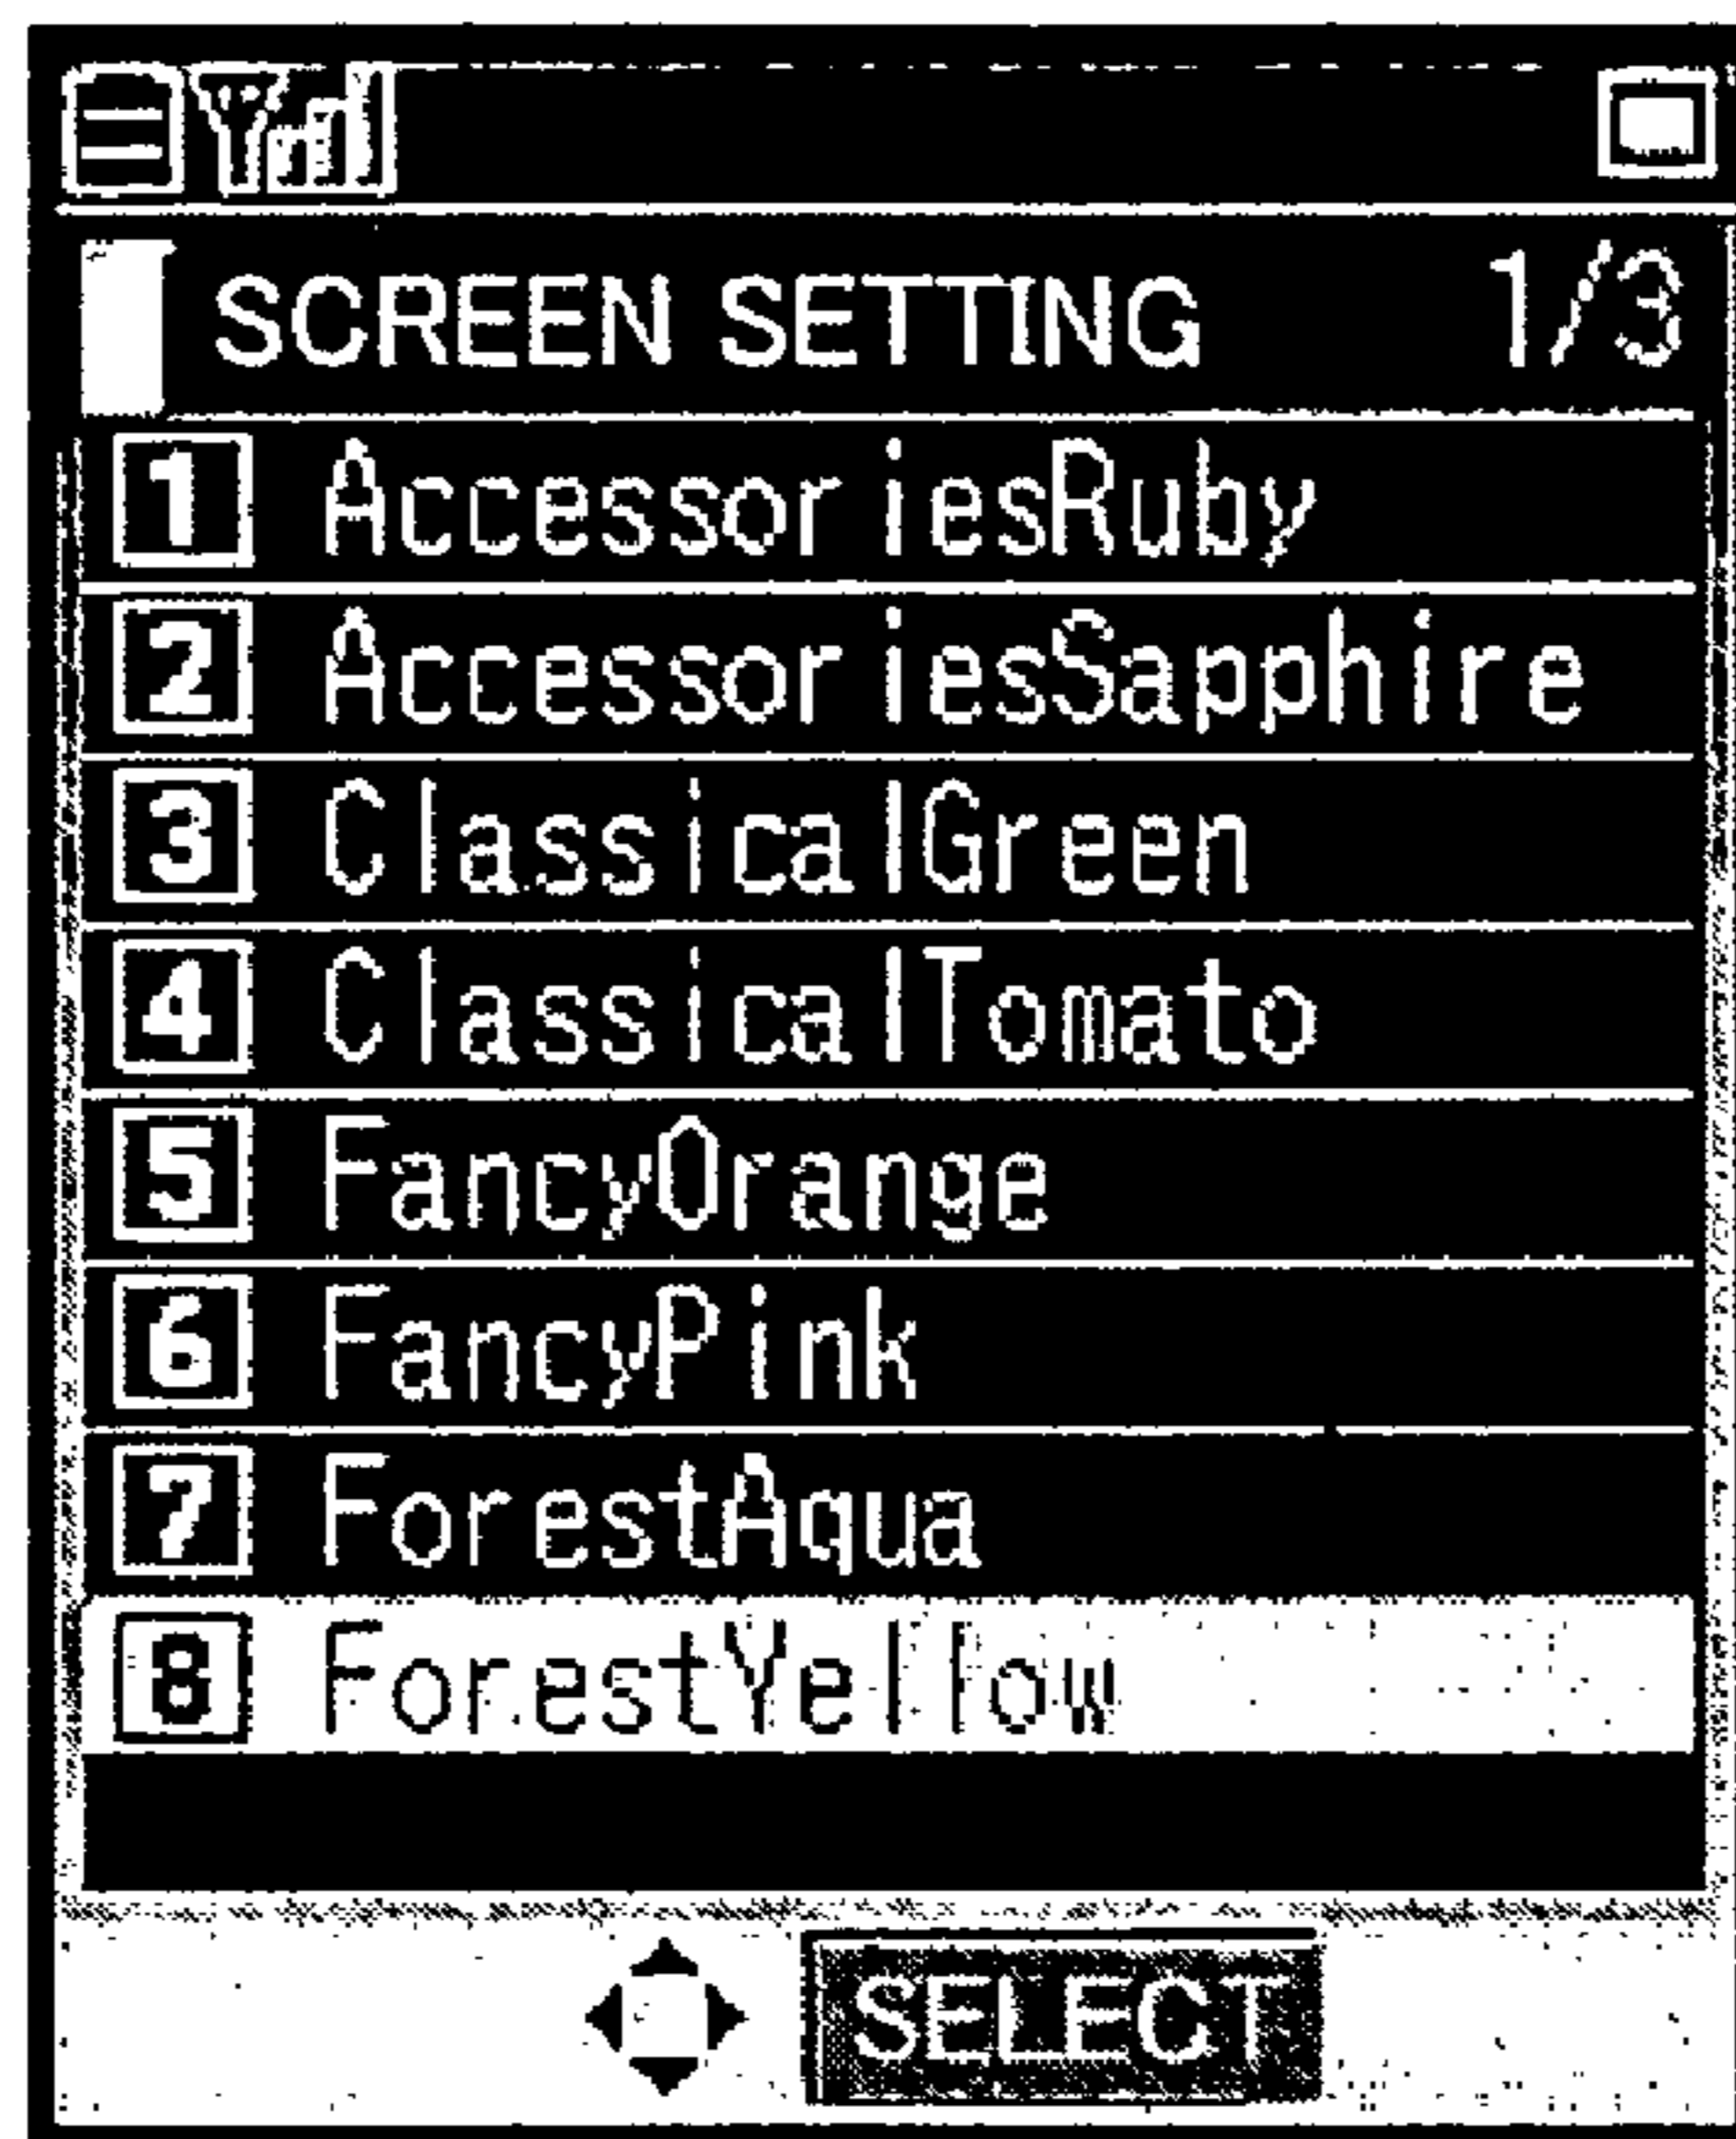 SCREEN SETTING 1/3
1 AccessoriesRuby
2 AccessoriesSapphire
3 ClassicalGreen
4 ClassicalTomato
5 FancyOrange
6 FancyPink
7 ForestAqua
8 ForestYellow
SELECT